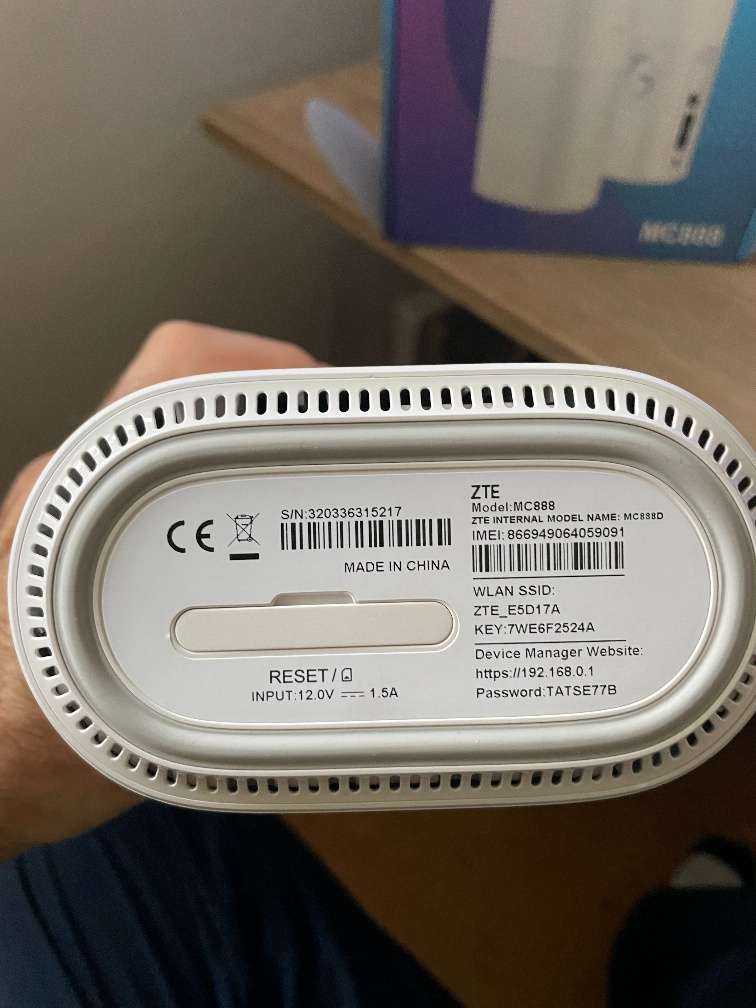 MC888
S/N:320336315217
MADE IN CHINA
RESET /
INPUT:12.0V 1.5A
ZTE
Model:MC888
ZTE INTERNAL MODEL NAME: MC888D
IMEI: 866949064059091
WLAN SSID:
ZTE_E5D17A
KEY:7WE6F2524A
Device Manager Website:
https://192.168.0.1
Password:TATSE77B